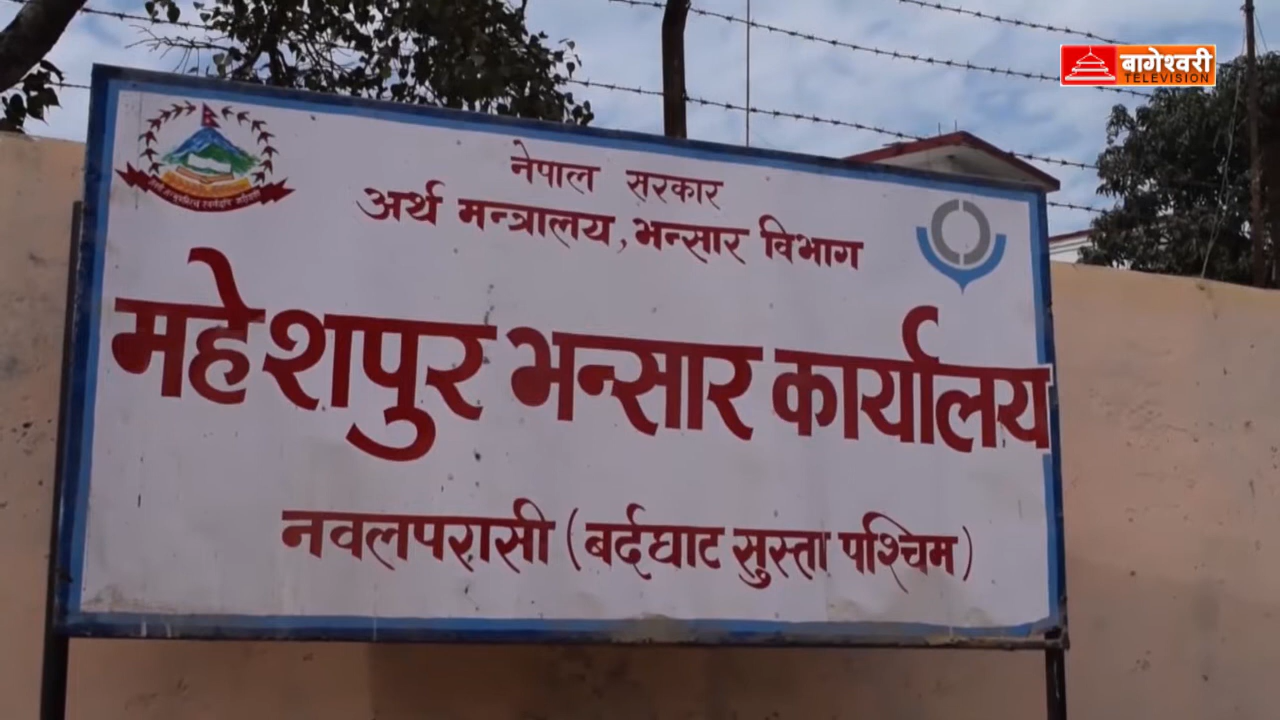 बागेश्वरी
TELEVISION
नेपाल सरकार
अर्थ मन्त्रालय, भन्सार विभाग
महेशपुर भन्सार कार्यालय
नवलपरासी (बर्दघाट सुस्ता पश्चिम)